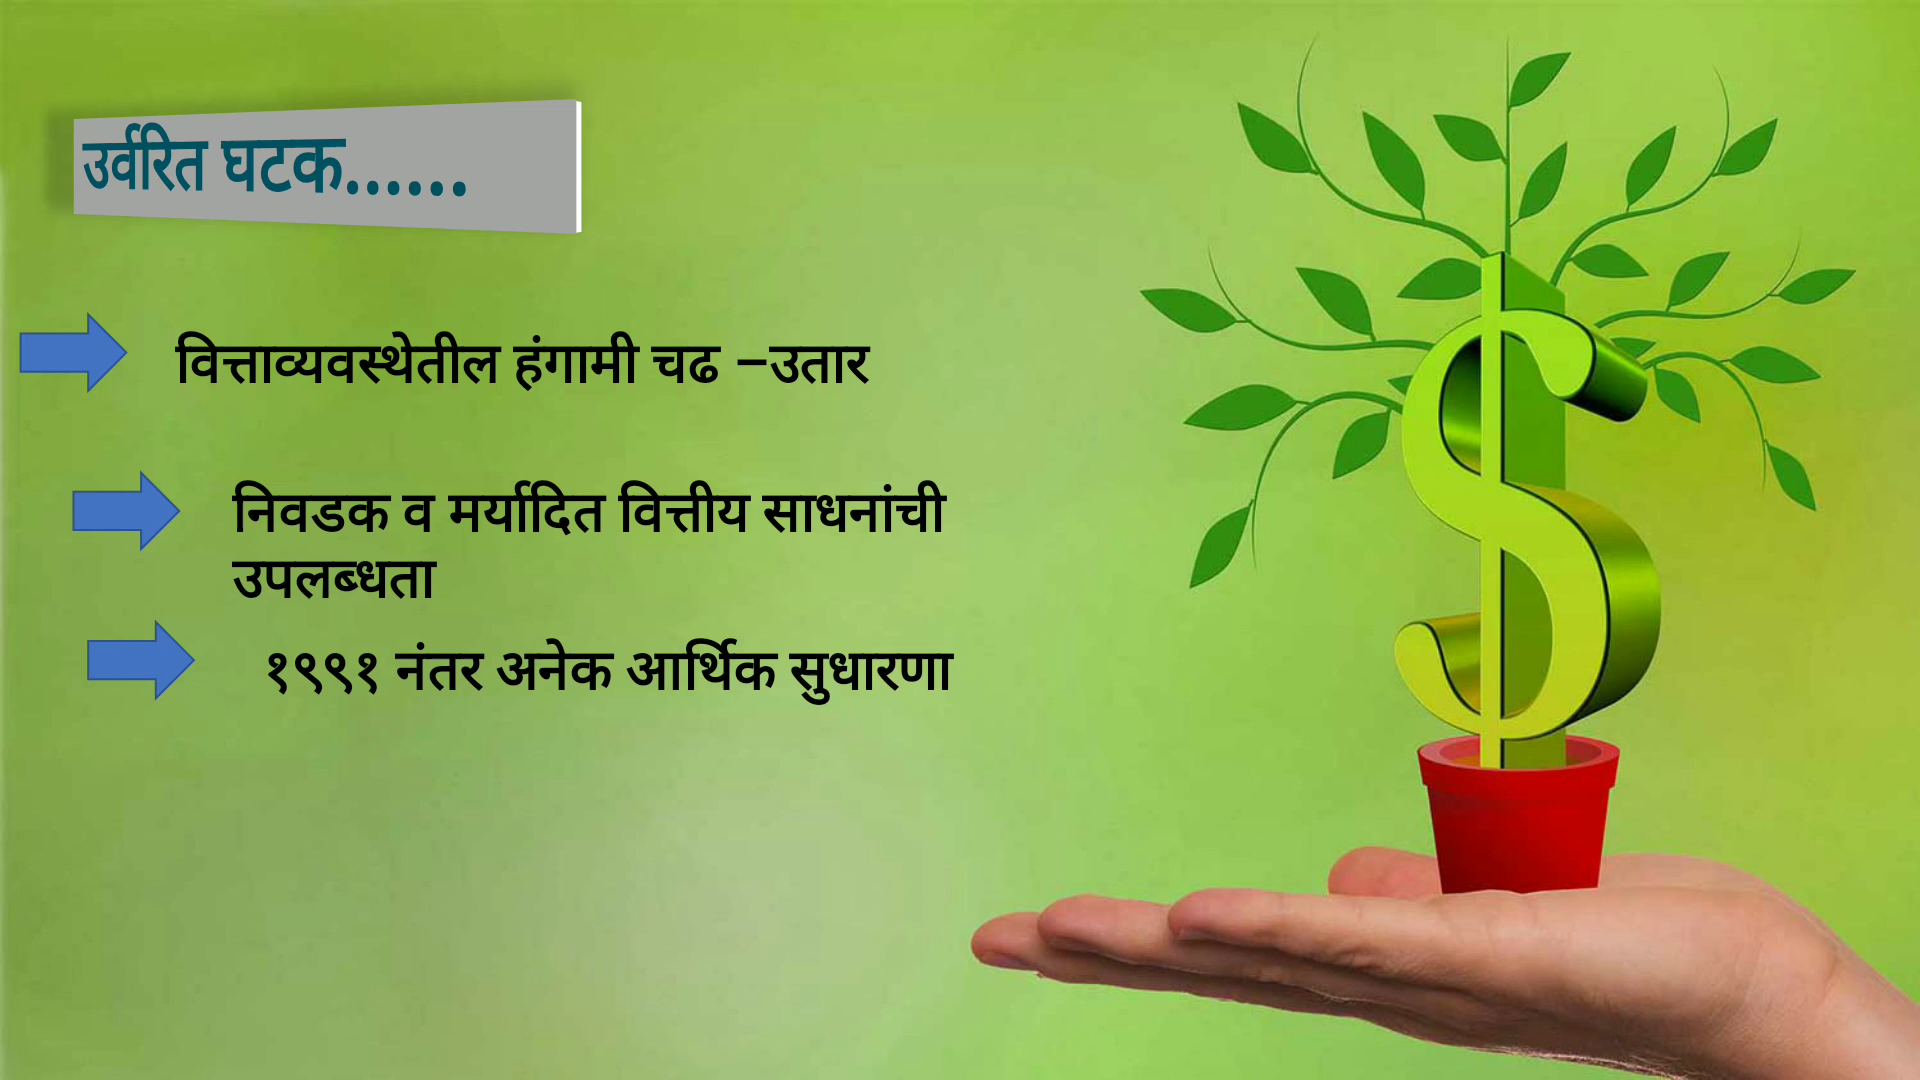 उर्वरित घटक......
वित्ताव्यवस्थेतील हंगामी चढ –उतार
निवडक व मर्यादित वित्तीय साधनांची
उपलब्धता
१९९१ नंतर अनेक आर्थिक सुधारणा